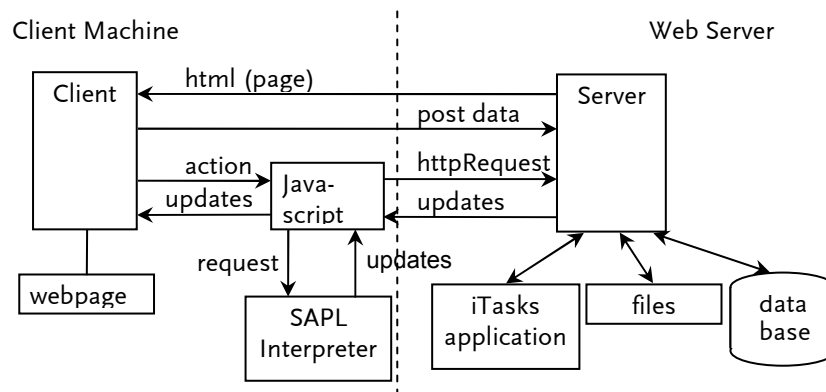 Client Machine
Web Server
html (page)
Client
Server
post data
action
httpRequest
Java-
script
updates
updates
request
updates
webpage
SAPL
Interpreter
iTasks
application
files
data
base